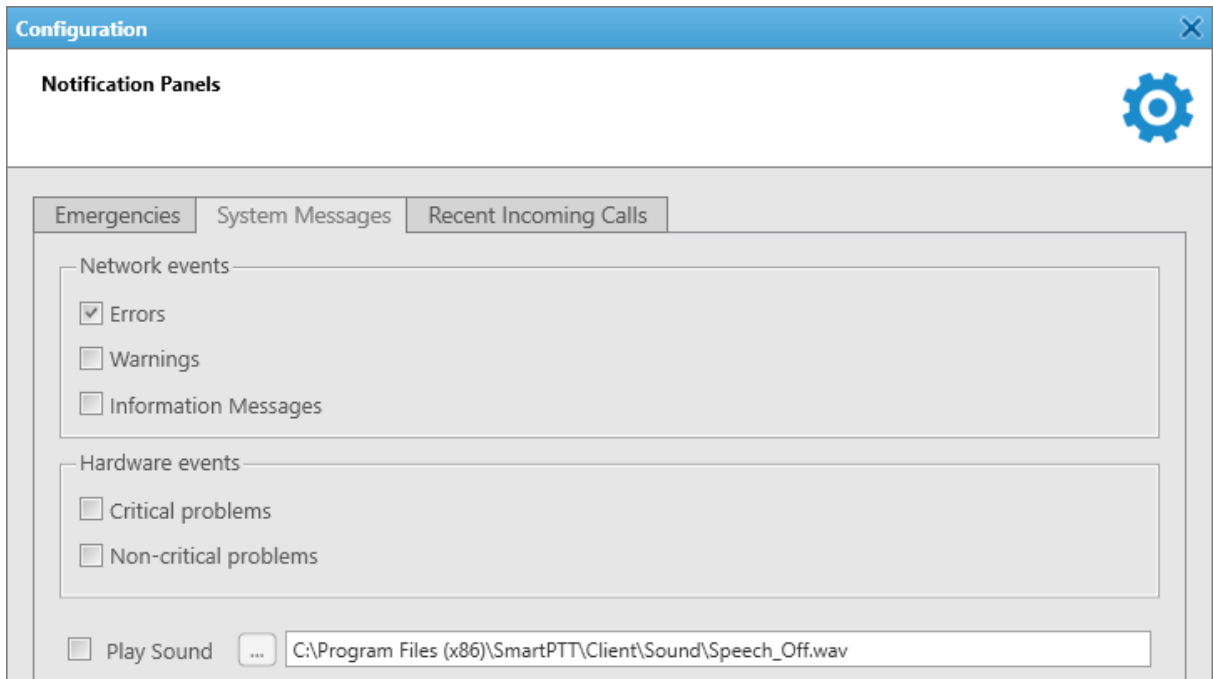 Configuration
Notification Panels
Emergencies System Messages Recent Incoming Calls
Network events
Errors
Warnings
Information Messages
Hardware events
Critical problems
Non-critical problems
Play Sound ... C:\Program Files (x86)\SmartPTT\Client\Sound\Speech_Off.wav